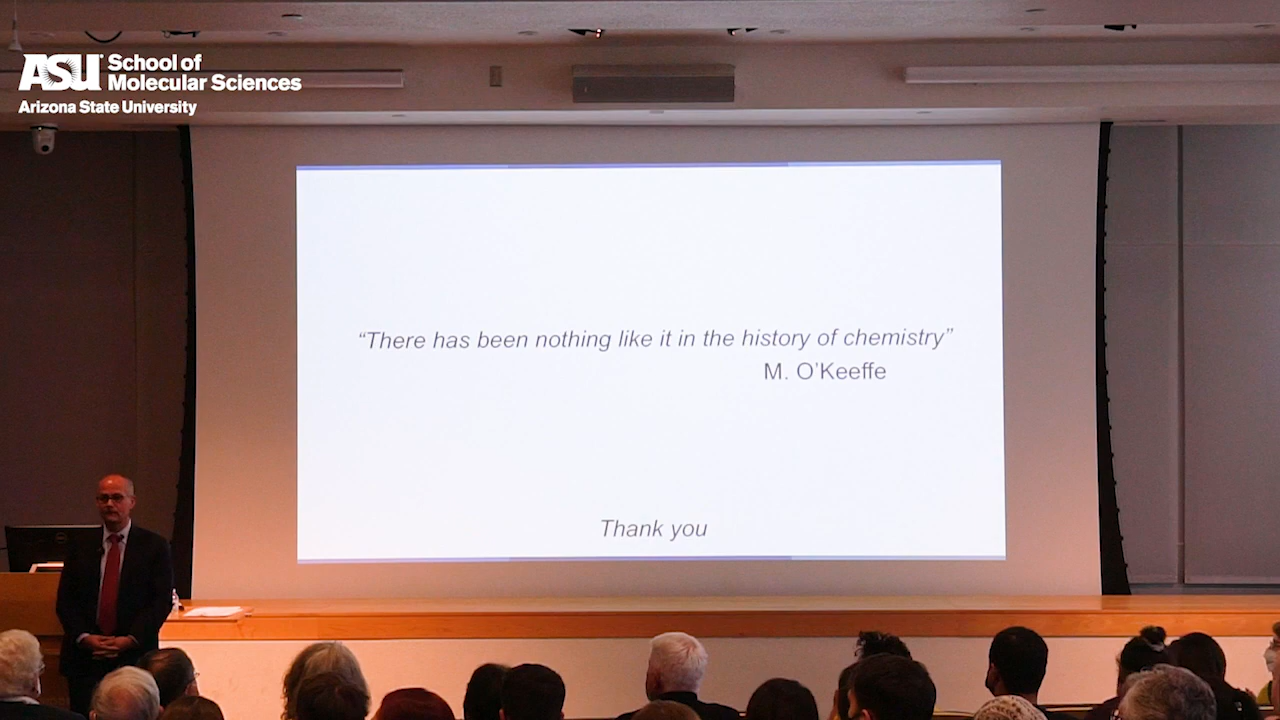 ASU School of
Molecular Sciences
Arizona State University
“There has been nothing like it in the history of chemistry”
M. O’Keeffe
Thank you